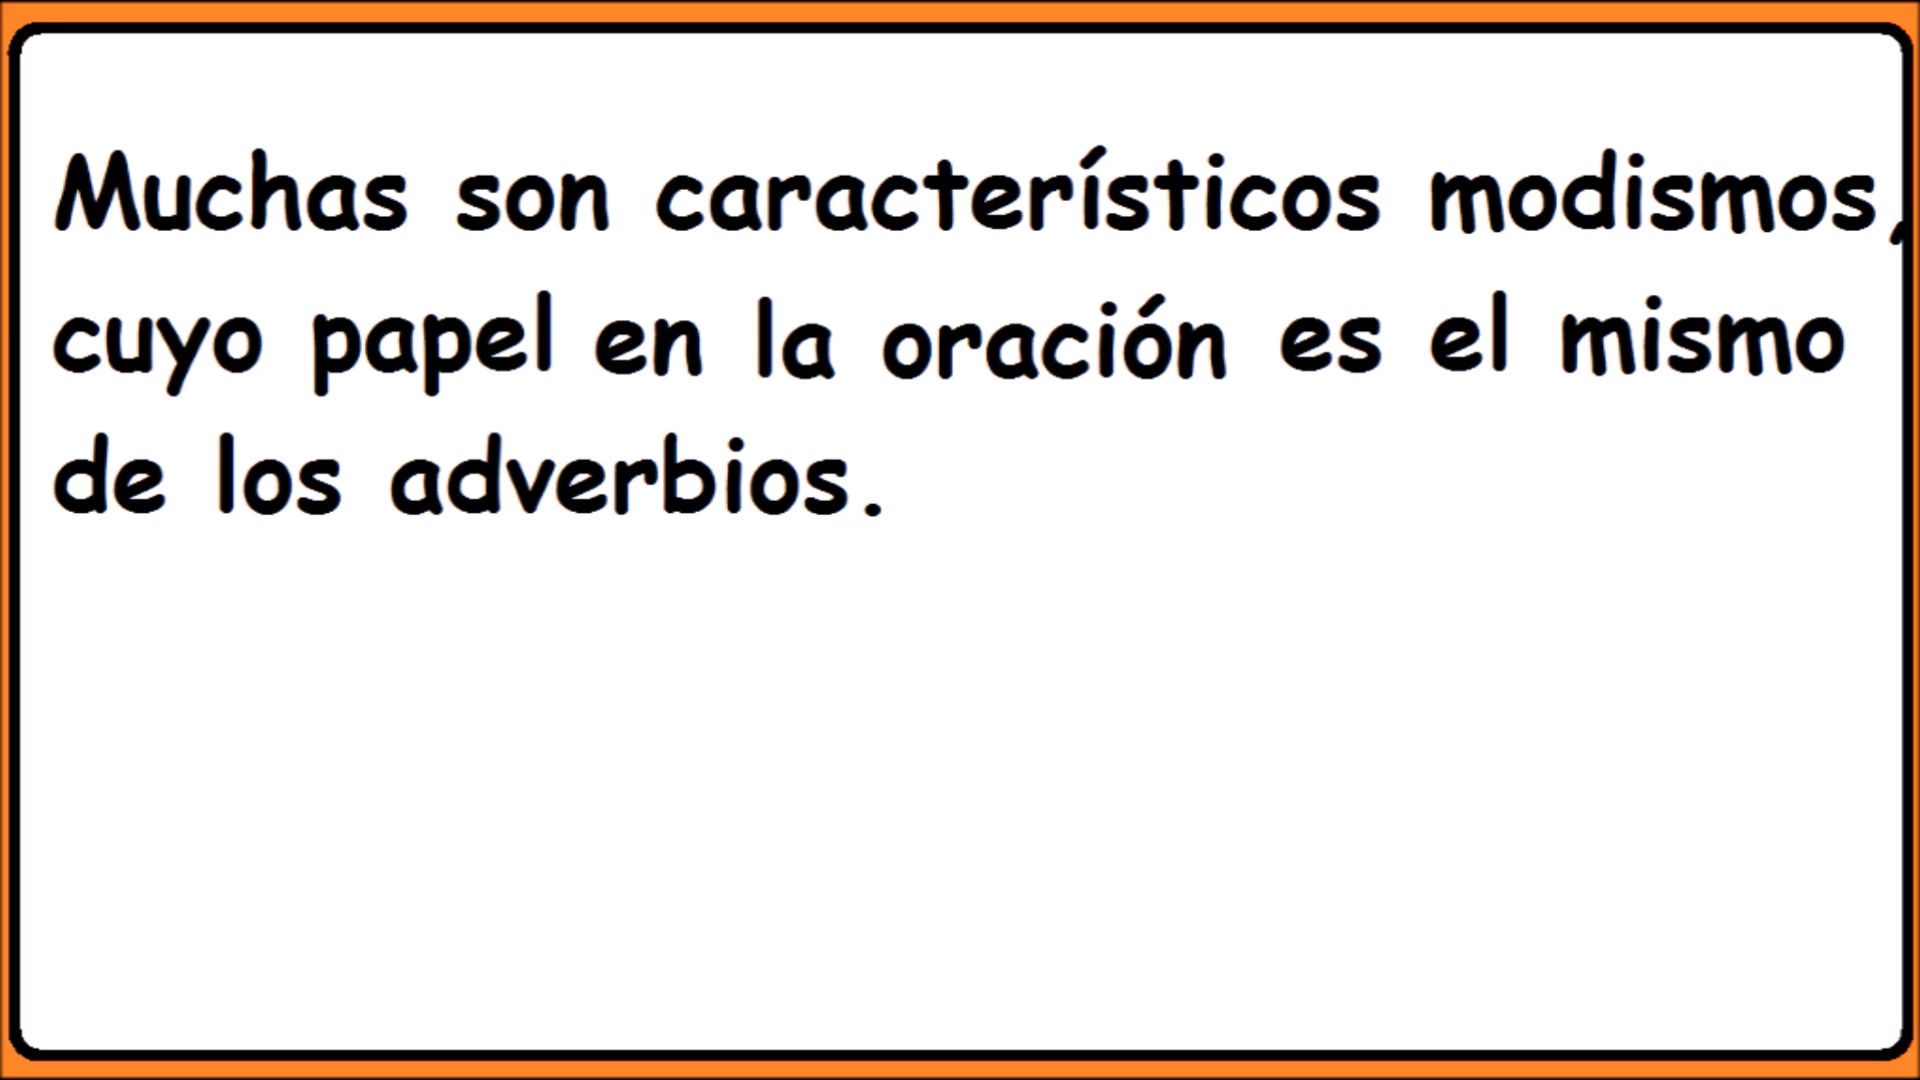 Muchas son característicos modismos,
cuyo papel en la oración es el mismo
de los adverbios.